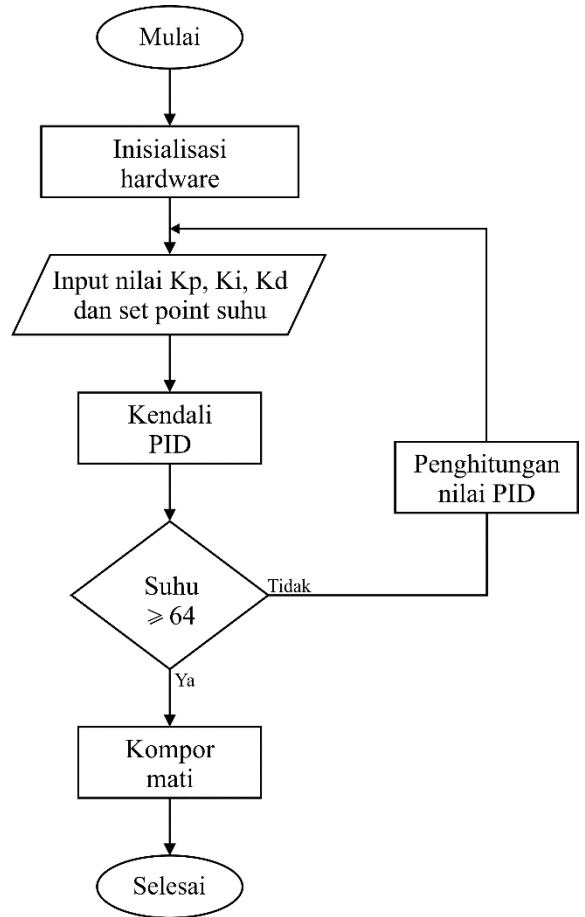 Mulai
Inisialisasi
hardware
Input nilai Kp, Ki, Kd
dan set point suhu
Kendali
PID
Penghitungan
nilai PID
Suhu
⩾ 64
Tidak
Ya
Kompor
mati
Selesai